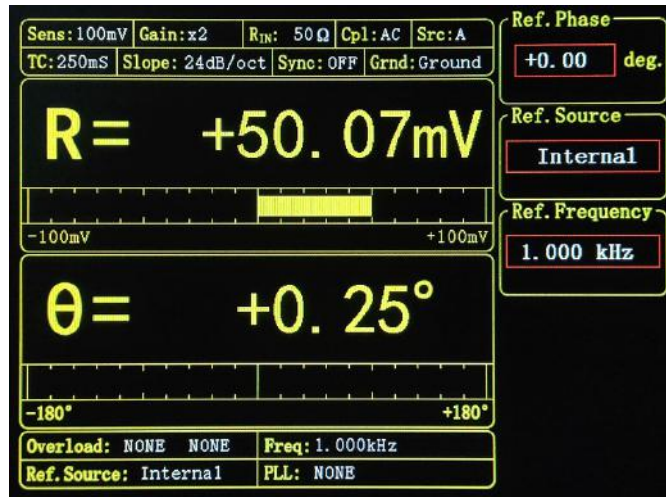 Sens:100mV Gain:x2 RIN: 50Ω Cpl:AC Src:A
TC:250mS Slope: 24dB/oct Sync: OFF Grnd:Ground
R= +50.07mV
-100mV +100mV
θ= +0.25°
-180° +180°
Overload: NONE NONE Freq:1.000kHz
Ref.Source: Internal PLL: NONE
Ref.Phase
+0.00 deg.
Ref.Source
Internal
Ref.Frequency
1.000 kHz